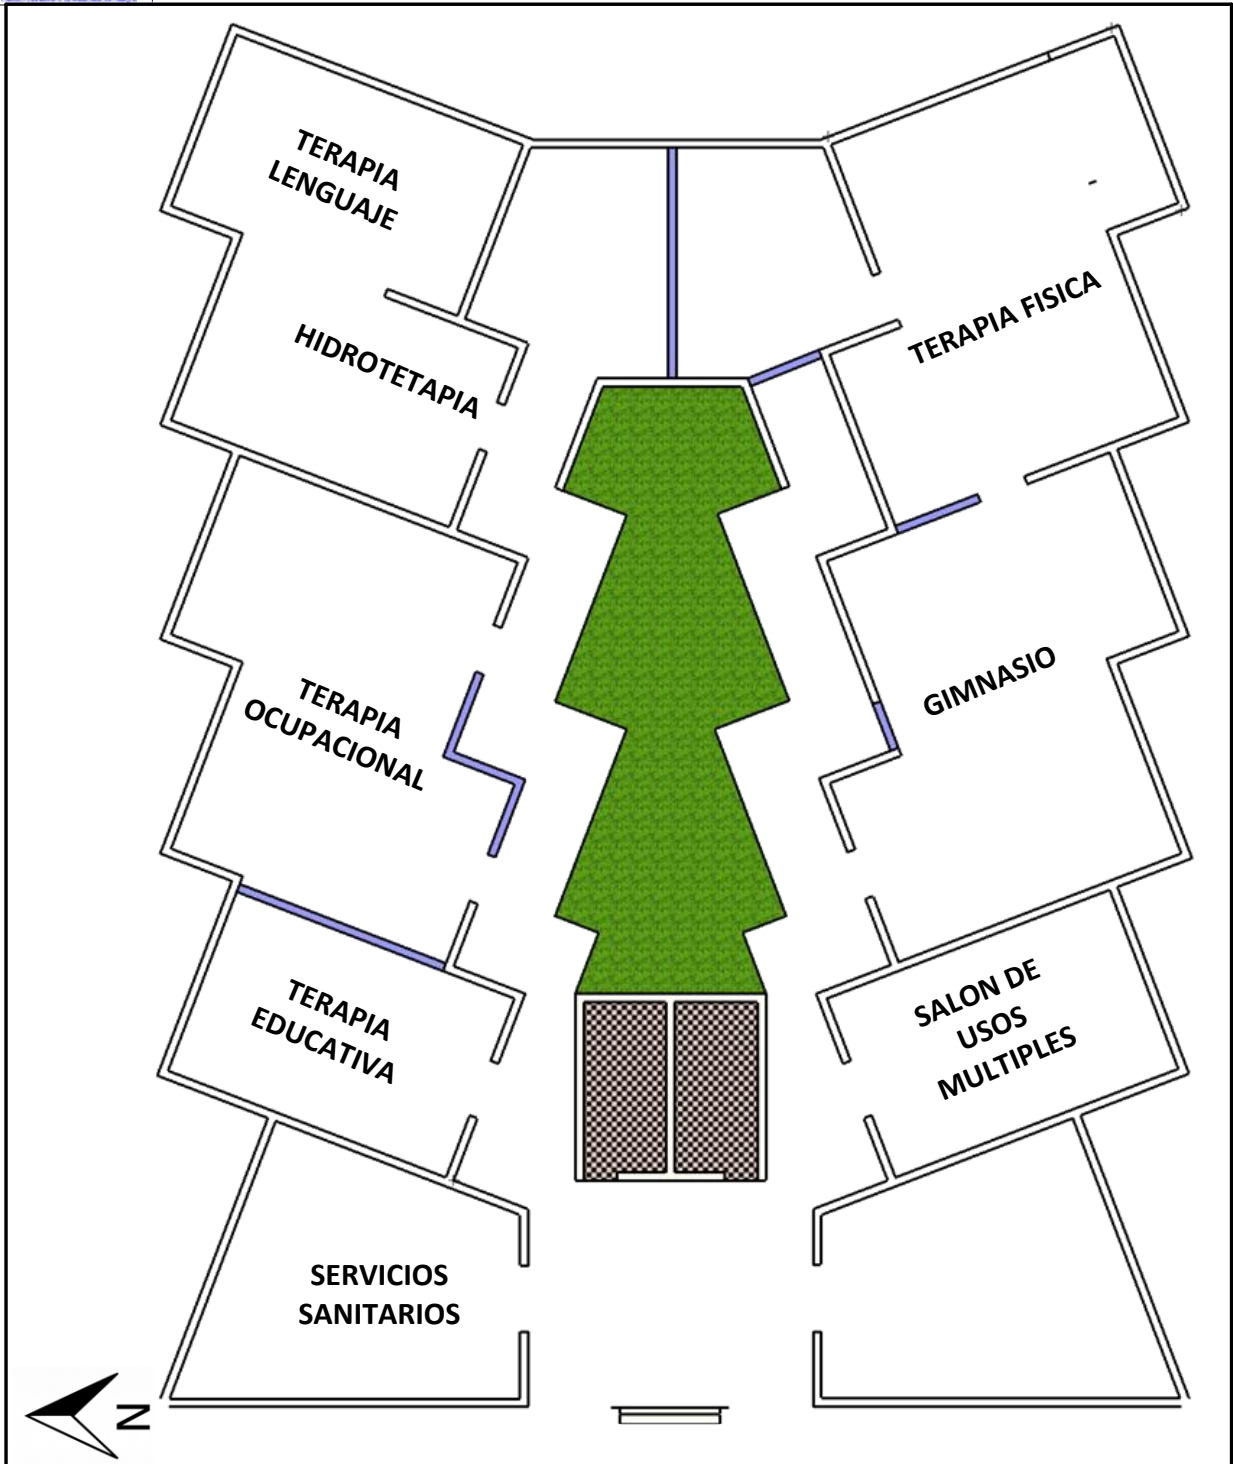 TERAPIA
LENGUAJE
HIDROTETAPIA
TERAPIA FISICA
TERAPIA
OCUPACIONAL
GIMNASIO
TERAPIA
EDUCATIVA
SALON DE
USOS
MULTIPLES
SERVICIOS
SANITARIOS
N